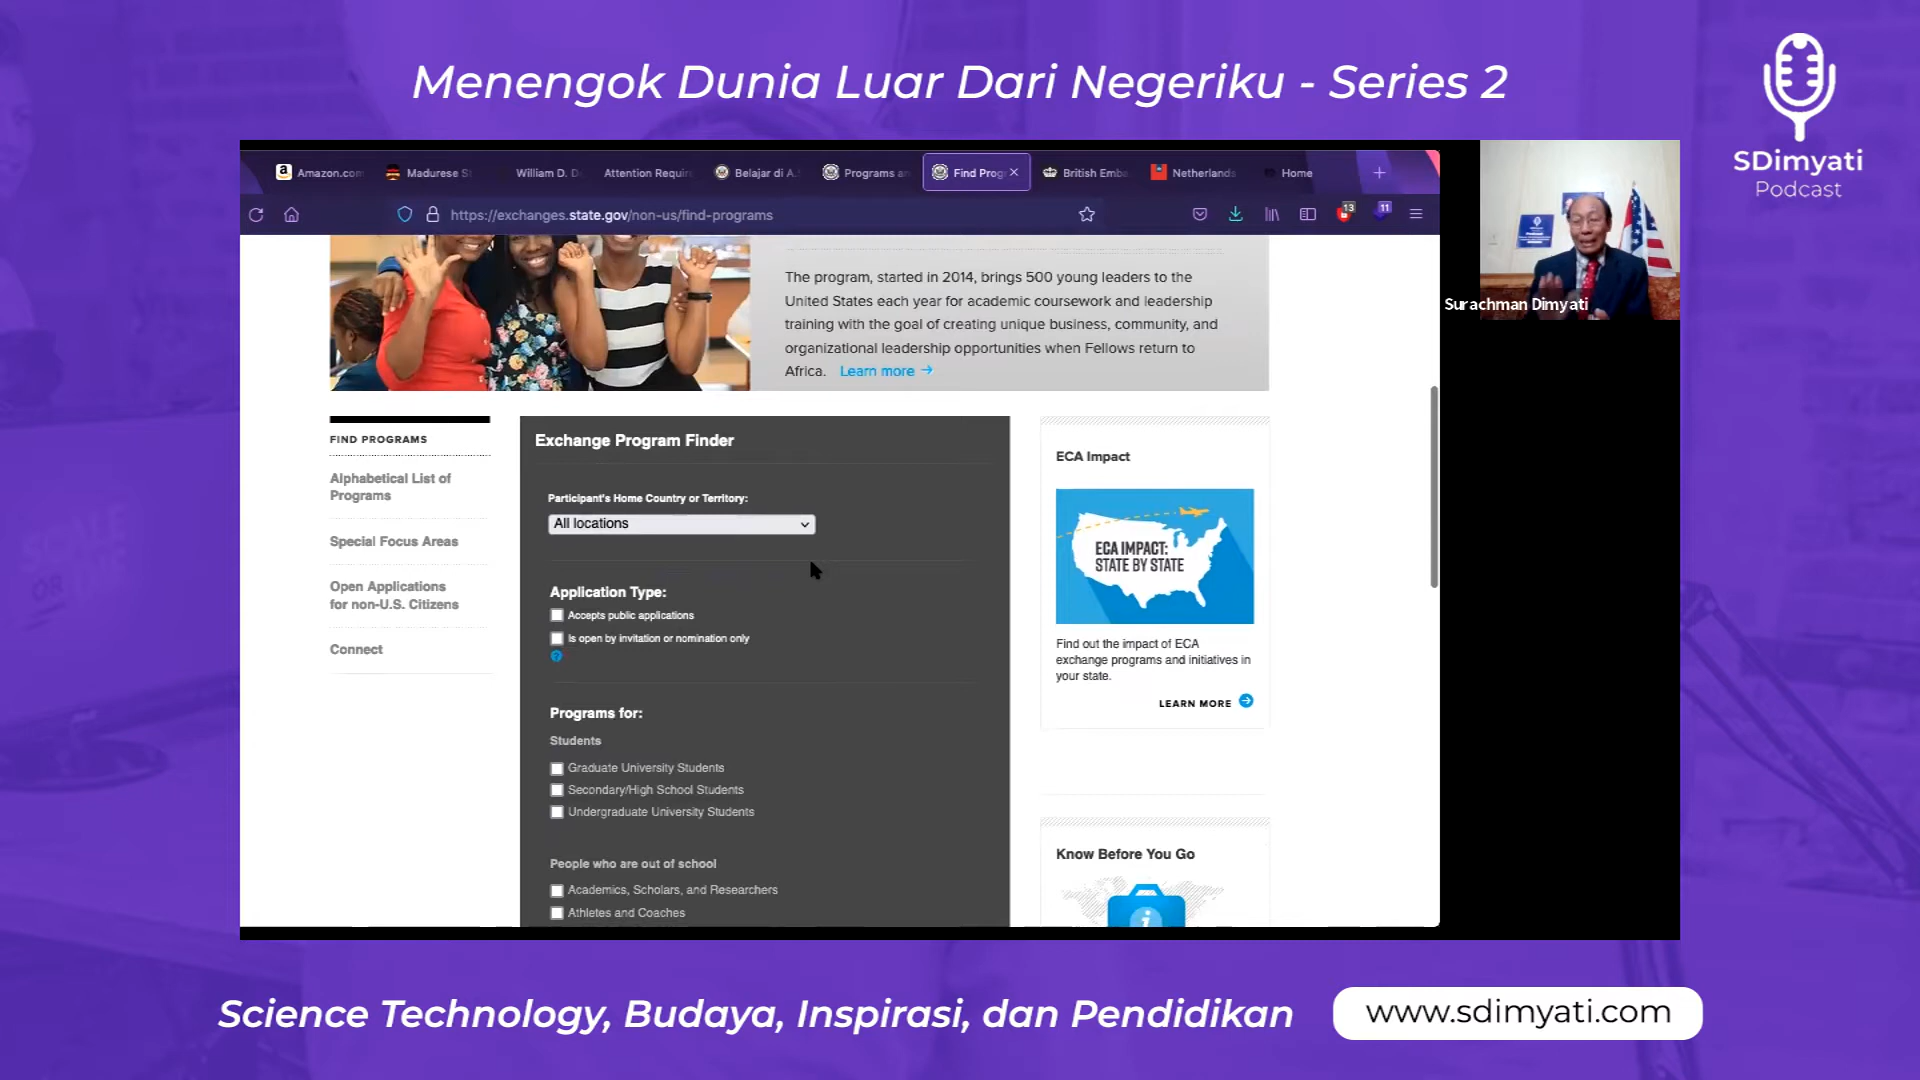 Menengok Dunia Luar Dari Negeriku - Series 2
SDimyati
Podcast
Amazon.com
Madurese S
William D. D
Attention Requir
Belajar di A.
Programs an
Find Prog
British Emba
Netherlands
Home
https://exchanges.state.gov/non-us/find-programs
13
11
The program, started in 2014, brings 500 young leaders to the
United States each year for academic coursework and leadership
training with the goal of creating unique business, community, and
organizational leadership opportunities when Fellows return to
Africa. Learn more
Surachman Dimyati
FIND PROGRAMS
Alphabetical List of
Programs
Special Focus Areas
Open Applications
for non-U.S. Citizens
Connect
Exchange Program Finder
Participant's Home Country or Territory:
All locations
Application Type:
Accepts public applications
Is open by invitation or nomination only
?
Programs for:
Students
Graduate University Students
Secondary/High School Students
Undergraduate University Students
People who are out of school
Academics, Scholars, and Researchers
Athletes and Coaches
ECA Impact
ECA IMPACT:
STATE BY STATE
Find out the impact of ECA
exchange programs and initiatives in
your state.
LEARN MORE
Know Before You Go
i
Science Technology, Budaya, Inspirasi, dan Pendidikan
www.sdimyati.com